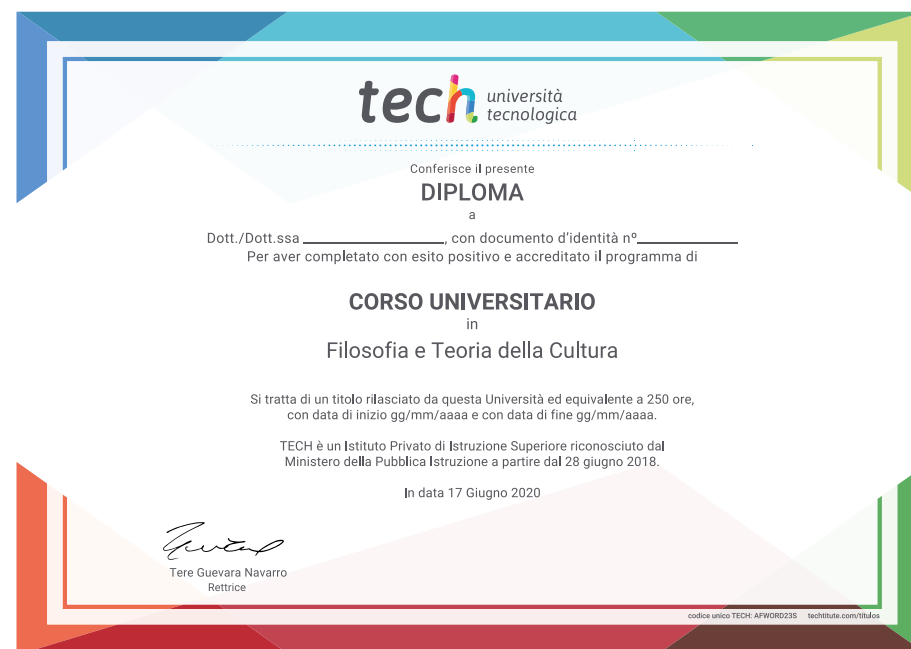 tech università
tecnologica
Conferisce il presente
DIPLOMA
a
Dott./Dott.ssa ____________________, con documento d'identità nº______________
Per aver completato con esito positivo e accreditato il programma di
CORSO UNIVERSITARIO
in
Filosofia e Teoria della Cultura
Si tratta di un titolo rilasciato da questa Università ed equivalente a 250 ore,
con data di inizio gg/mm/aaaa e con data di fine gg/mm/aaaa.
TECH è un Istituto Privato di Istruzione Superiore riconosciuto dal
Ministero della Pubblica Istruzione a partire dal 28 giugno 2018.
In data 17 Giugno 2020
Tere Guevara Navarro
Rettrice
codice unico TECH: AFWORD23S techtitute.com/titulos